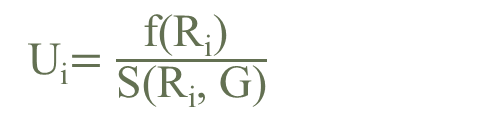 Uᵢ= f(Rᵢ) / S(Rᵢ, G)